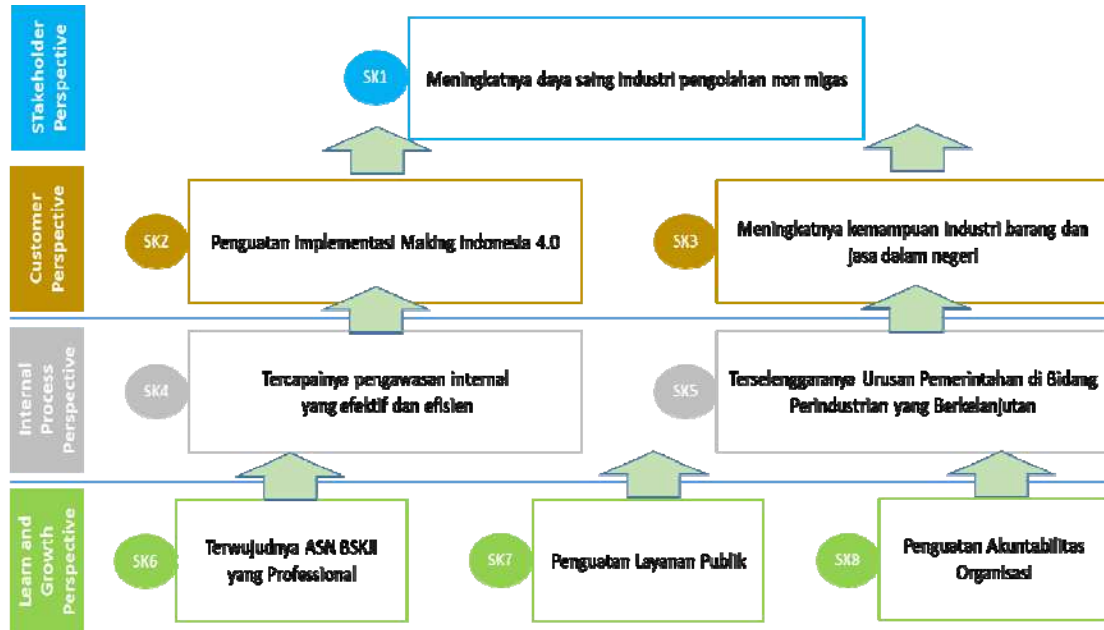 STakeholder
Perspective
SK1
Meningkatnya daya saing industri pengolahan non migas
Customer
Perspective
SK2
Penguatan Implementasi Making Indonesia 4.0
SK3
Meningkatnya kemampuan industri barang dan
jasa dalam negeri
Internal
Process
Perspective
SK4
Tercapainya pengawasan internal
yang efektif dan efisien
SK5
Terselenggaranya Urusan Pemerintahan di Bidang
Perindustrian yang Berkelanjutan
Learn and
Growth
Perspective
SK6
Terwujudnya ASN BSKJI
yang Professional
SK7
Penguatan Layanan Publik
SK8
Penguatan Akuntabilitas
Organisasi